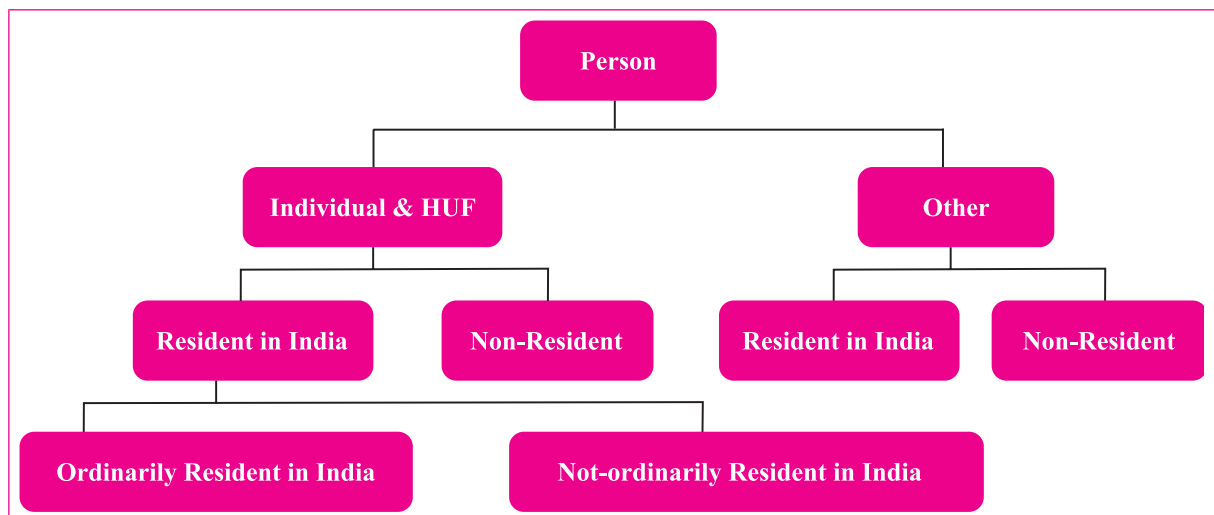 Person
Individual & HUF
Other
Resident in India
Non-Resident
Resident in India
Non-Resident
Ordinarily Resident in India
Not-ordinarily Resident in India